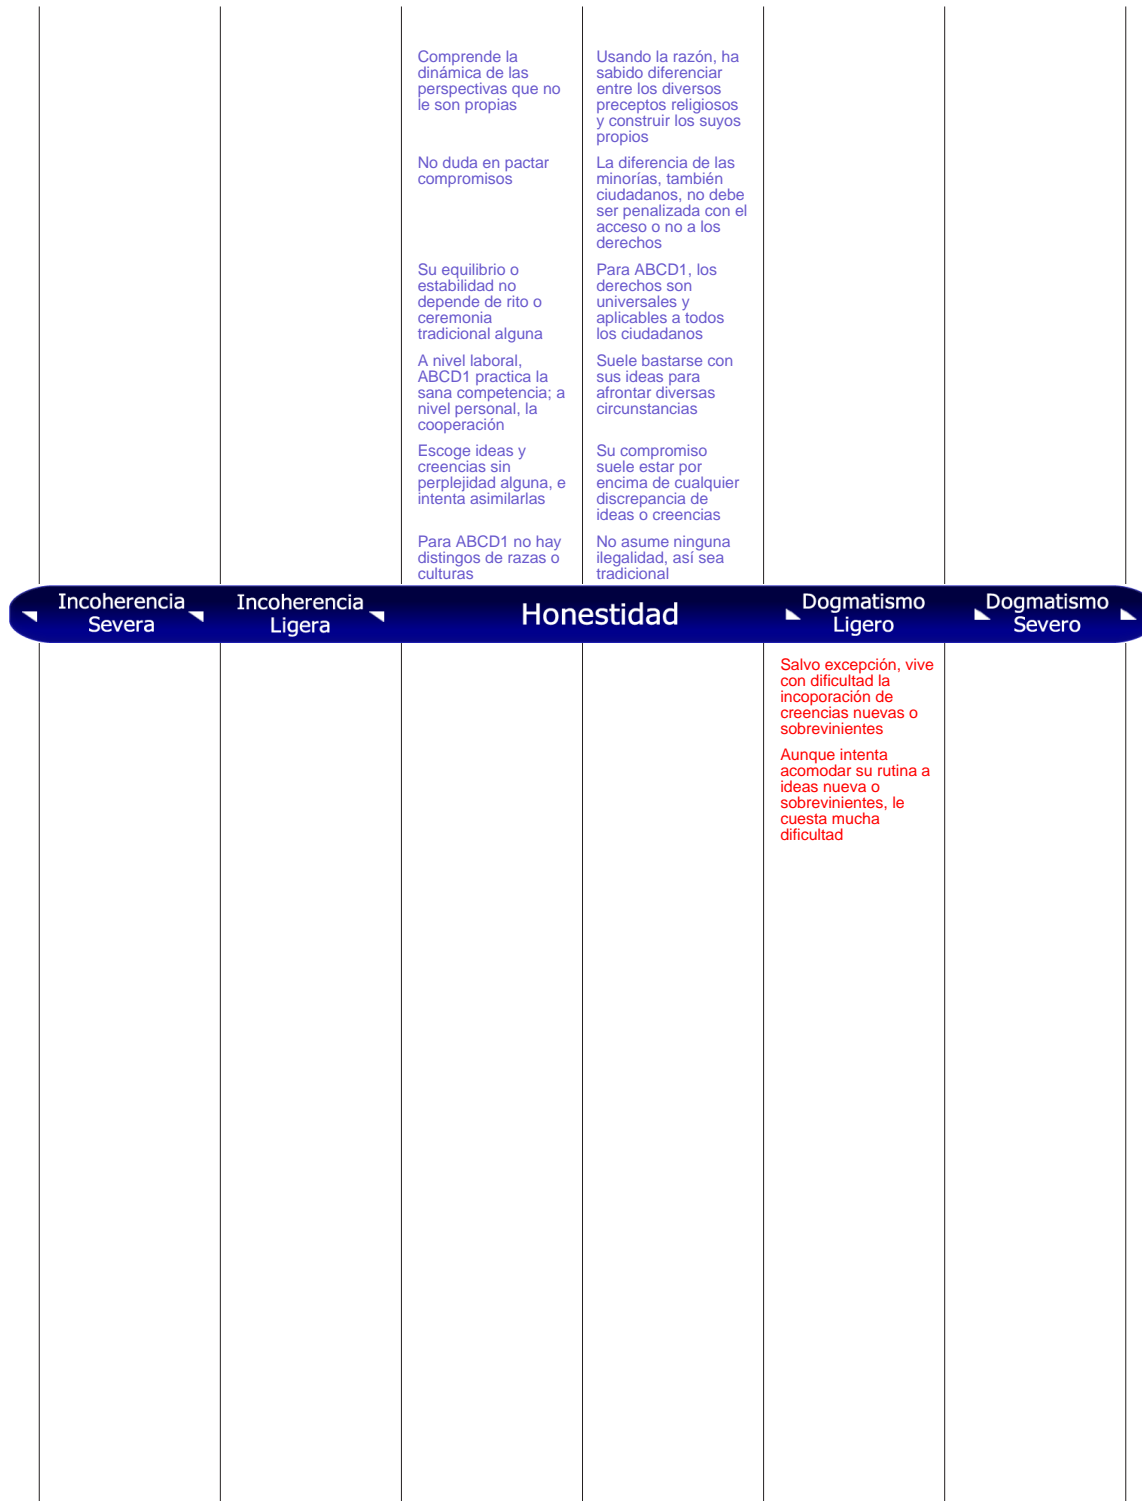 Comprende la
dinámica de las
perspectivas que no
le son propias
No duda en pactar
compromisos
Su equilibrio o
estabilidad no
depende de rito o
ceremonia
tradicional alguna
A nivel laboral,
ABCD1 practica la
sana competencia; a
nivel personal, la
cooperación
Escoge ideas y
creencias sin
perplejidad alguna, e
intenta asimilarlas
Para ABCD1 no hay
distingos de razas o
culturas
Usando la razón, ha
sabido diferenciar
entre los diversos
preceptos religiosos
y construir los suyos
propios
La diferencia de las
minorías, también
ciudadanos, no debe
ser penalizada con el
acceso o no a los
derechos
Para ABCD1, los
derechos son
universales y
aplicables a todos
los ciudadanos
Suele bastarse con
sus ideas para
afrontar diversas
circunstancias
Su compromiso
suele estar por
encima de cualquier
discrepancia de
ideas o creencias
No asume ninguna
ilegalidad, así sea
tradicional
Incoherencia
Severa
Incoherencia
Ligera
Honestidad
Dogmatismo
Ligero
Dogmatismo
Severo
Salvo excepción, vive
con dificultad la
incoporación de
creencias nuevas o
sobrevinientes
Aunque intenta
acomodar su rutina a
ideas nueva o
sobrevinientes, le
cuesta mucha
dificultad